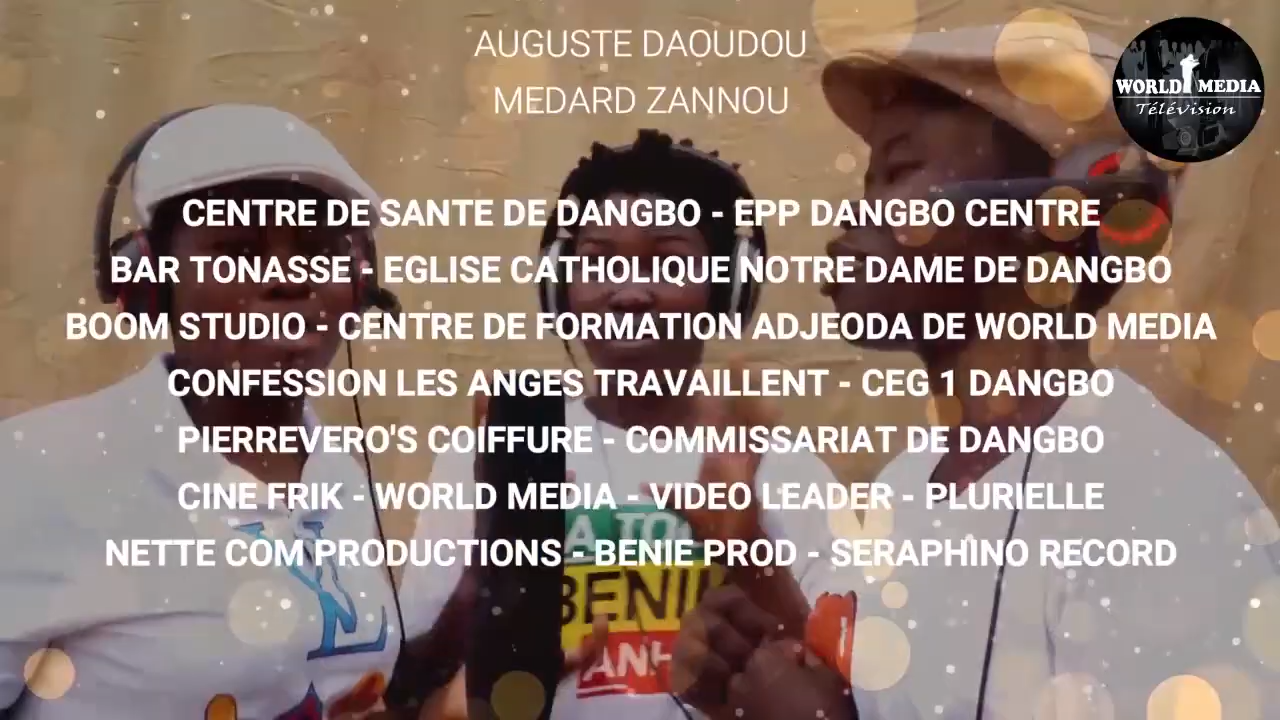 AUGUSTE DAOUDOU
MEDARD ZANNOU
WORLD MEDIA
Télévision
CENTRE DE SANTE DE DANGBO - EPP DANGBO CENTRE
BAR TONASSE - EGLISE CATHOLIQUE NOTRE DAME DE DANGBO
BOOM STUDIO - CENTRE DE FORMATION ADJEODA DE WORLD MEDIA
CONFESSION LES ANGES TRAVAILLENT - CEG 1 DANGBO
PIERREVERO'S COIFFURE - COMMISSARIAT DE DANGBO
CINE FRIK - WORLD MEDIA - VIDEO LEADER - PLURIELLE
NETTE COM PRODUCTIONS - BENIE PROD - SERAPHINO RECORD